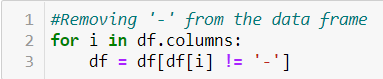 1 #Removing '-' from the data frame
2 for i in df.columns:
3     df = df[df[i] != '-']